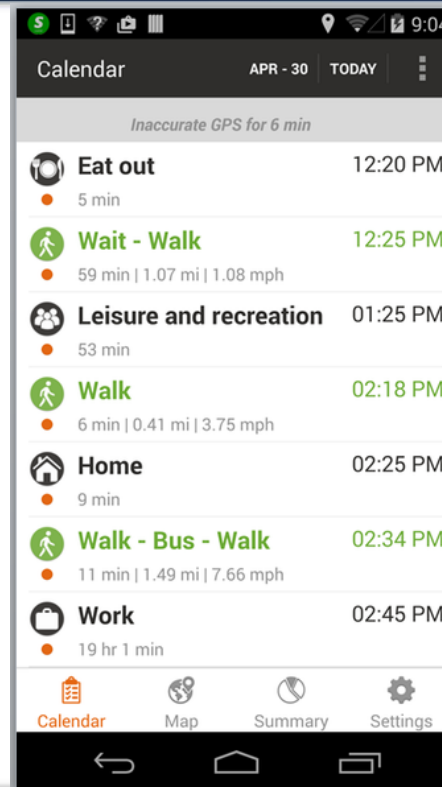 S 9:04
Calendar APR - 30 TODAY
Inaccurate GPS for 6 min
Eat out 12:20 PM
5 min
Wait - Walk 12:25 PM
59 min | 1.07 mi | 1.08 mph
Leisure and recreation 01:25 PM
53 min
Walk 02:18 PM
6 min | 0.41 mi | 3.75 mph
Home 02:25 PM
9 min
Walk - Bus - Walk 02:34 PM
11 min | 1.49 mi | 7.66 mph
Work 02:45 PM
19 hr 1 min
Calendar Map Summary Settings